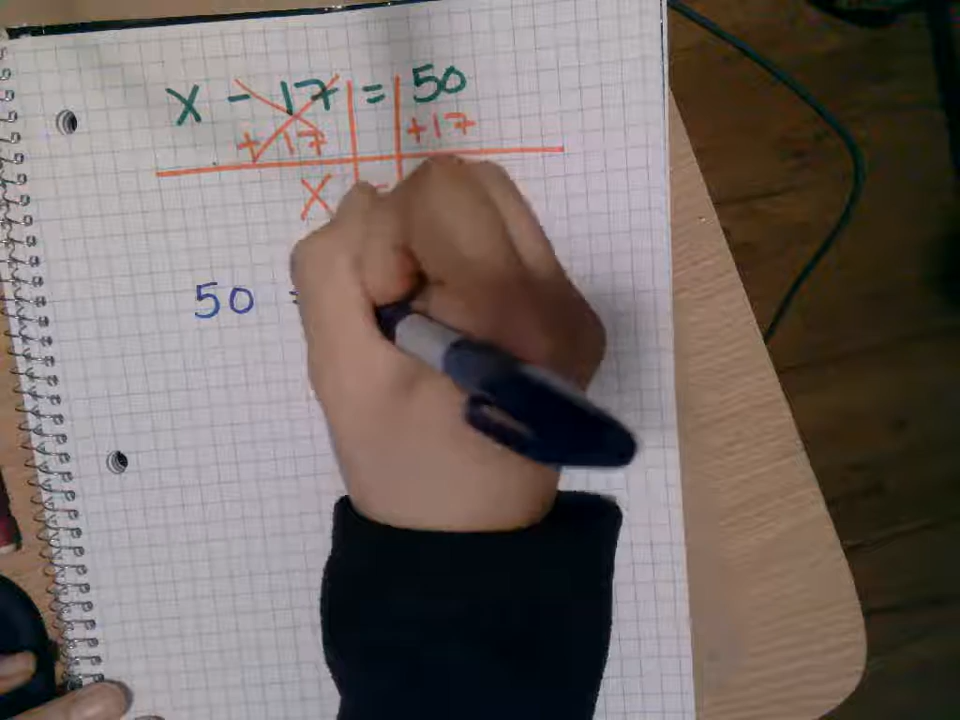 X - 17 = 50
+ 17 +17
X
50 =